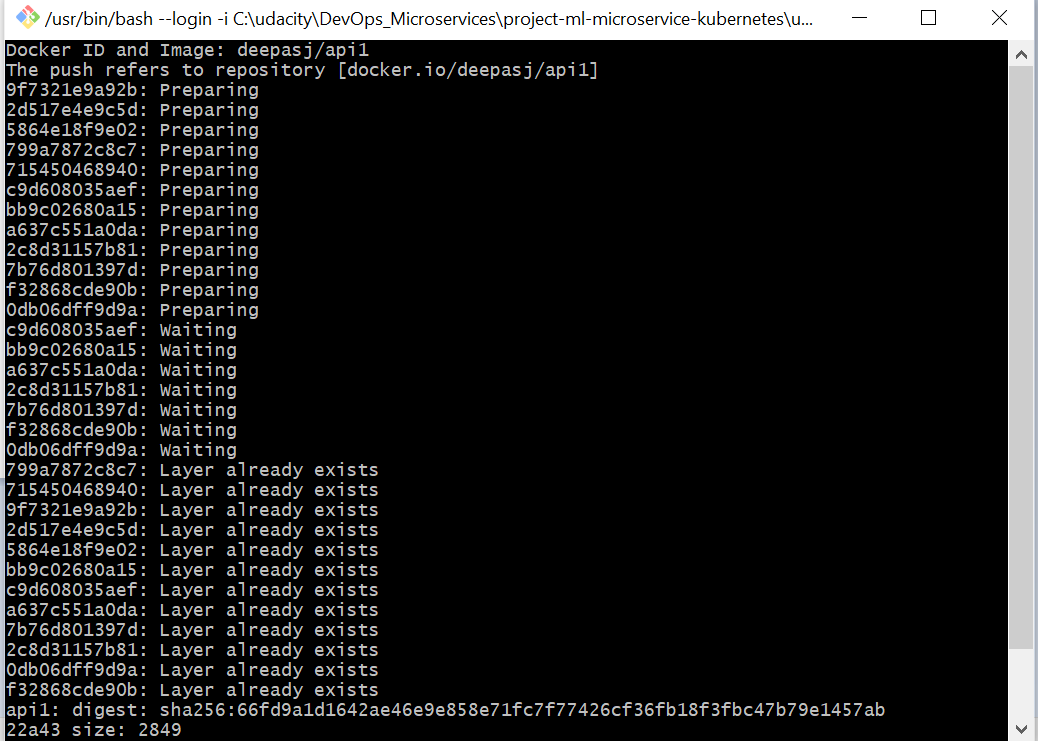 /usr/bin/bash --login -i C:\udacity\DevOps_Microservices\project-ml-microservice-kubernetes\u...
Docker ID and Image: deepasj/api1
The push refers to repository [docker.io/deepasj/api1]
9f7321e9a92b: Preparing
2d517e4e9c5d: Preparing
5864e18f9e02: Preparing
799a7872c8c7: Preparing
715450468940: Preparing
c9d608035aef: Preparing
bb9c02680a15: Preparing
a637c551a0da: Preparing
2c8d31157b81: Preparing
7b76d801397d: Preparing
f32868cde90b: Preparing
0db06dff9d9a: Preparing
c9d608035aef: Waiting
bb9c02680a15: Waiting
a637c551a0da: Waiting
2c8d31157b81: Waiting
7b76d801397d: Waiting
f32868cde90b: Waiting
0db06dff9d9a: Waiting
799a7872c8c7: Layer already exists
715450468940: Layer already exists
9f7321e9a92b: Layer already exists
2d517e4e9c5d: Layer already exists
5864e18f9e02: Layer already exists
bb9c02680a15: Layer already exists
c9d608035aef: Layer already exists
a637c551a0da: Layer already exists
7b76d801397d: Layer already exists
2c8d31157b81: Layer already exists
0db06dff9d9a: Layer already exists
f32868cde90b: Layer already exists
api1: digest: sha256:66fd9a1d1642ae46e9e858e71fc7f77426cf36fb18f3fbc47b79e1457ab
22a43 size: 2849